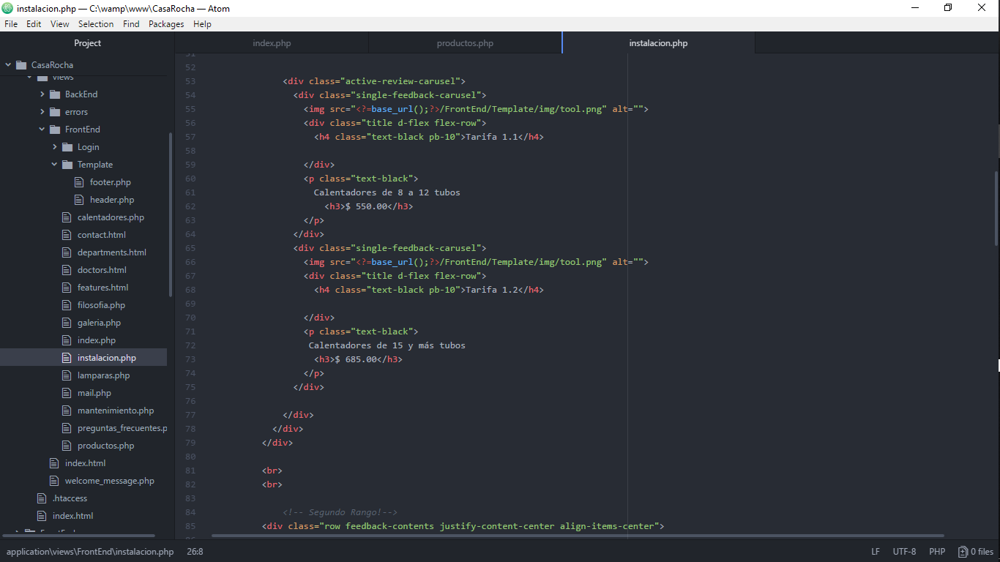 instalacion.php — C:\wamp\www\CasaRocha — Atom
File Edit View Selection Find Packages Help
Project
CasaRocha
views
BackEnd
errors
FrontEnd
Login
Template
footer.php
header.php
calentadores.php
contact.html
departments.html
doctors.html
features.html
filosofia.php
galeria.php
index.php
instalacion.php
lamparas.php
mail.php
mantenimiento.php
preguntas_frecuentes.p
productos.php
index.html
welcome_message.php
.htaccess
index.html
FrontEnd
index.php productos.php instalacion.php
51
52
53 <div class="active-review-carusel">
54 <div class="single-feedback-carusel">
55 <img src="<?=base_url();?>/FrontEnd/Template/img/tool.png" alt="">
56 <div class="title d-flex flex-row">
57 <h4 class="text-black pb-10">Tarifa 1.1</h4>
58
59 </div>
60 <p class="text-black">
61 Calentadores de 8 a 12 tubos
62 <h3>$ 550.00</h3>
63 </p>
64 </div>
65 <div class="single-feedback-carusel">
66 <img src="<?=base_url();?>/FrontEnd/Template/img/tool.png" alt="">
67 <div class="title d-flex flex-row">
68 <h4 class="text-black pb-10">Tarifa 1.2</h4>
69
70 </div>
71 <p class="text-black">
72 Calentadores de 15 y más tubos
73 <h3>$ 685.00</h3>
74 </p>
75 </div>
76
77 </div>
78 </div>
79 </div>
80
81 <br>
82 <br>
83
84 <!-- Segundo Rango!-->
85 <div class="row feedback-contents justify-content-center align-items-center">
86
application\views\FrontEnd\instalacion.php 26:8 LF UTF-8 PHP 0 files